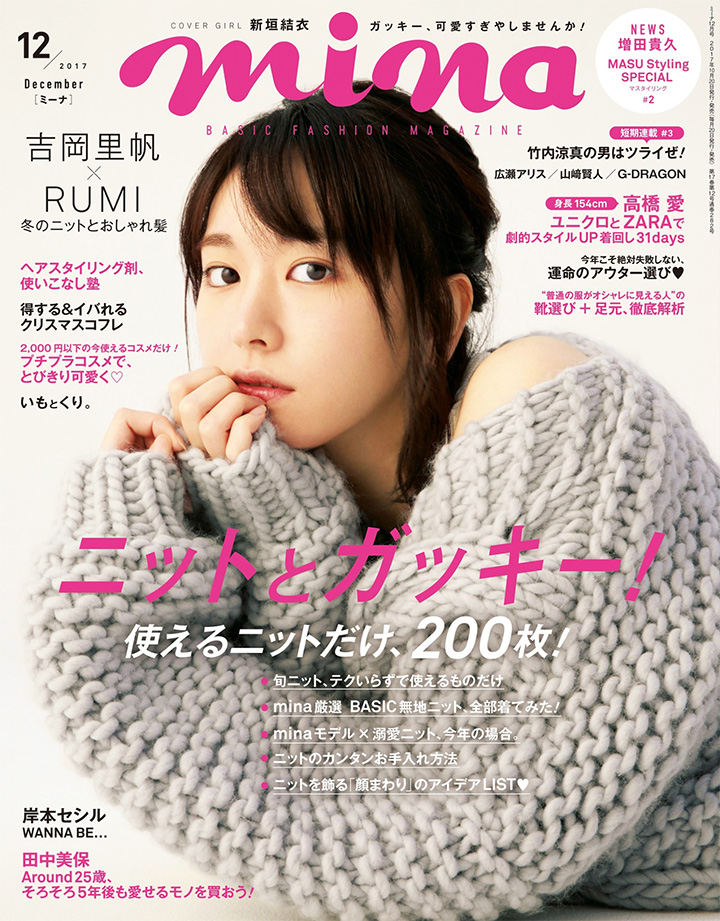 COVER GIRL 新垣結衣 ガッキー、可愛すぎやしませんか!
mina
BASIC FASHION MAGAZINE
12/2017
December
[ミーナ]
NEWS
増田貴久
MASU Styling
SPECIAL
マスタイリング
#2
吉岡里帆
×
RUMI
冬のニットとおしゃれ髪
ヘアスタイリング剤、
使いこなし塾
得する&イバれる
クリスマスコフレ
2,000円以下の今使えるコスメだけ!
プチプラコスメで、
とびきり可愛く♡
いもとくり。
短期連載 #3
竹内涼真の男はツライぜ!
広瀬アリス/山﨑賢人/G-DRAGON
身長154cm 高橋 愛
ユニクロとZARAで
劇的スタイルUP着回し31days
今年こそ絶対失敗しない、
運命のアウター選び♥
“普通の服がオシャレに見える人”の
靴選び+足元、徹底解析
ニットとガッキー!
使えるニットだけ、200枚!
● 旬ニット、テクいらずで使えるものだけ
● mina厳選 BASIC無地ニット、全部着てみた!
● minaモデル×溺愛ニット、今年の場合。
● ニットのカンタンお手入れ方法
● ニットを飾る「顔まわり」のアイデアLIST♥
岸本セシル
WANNA BE...
田中美保
Around 25歳、
そろそろ5年後も愛せるモノを買おう!